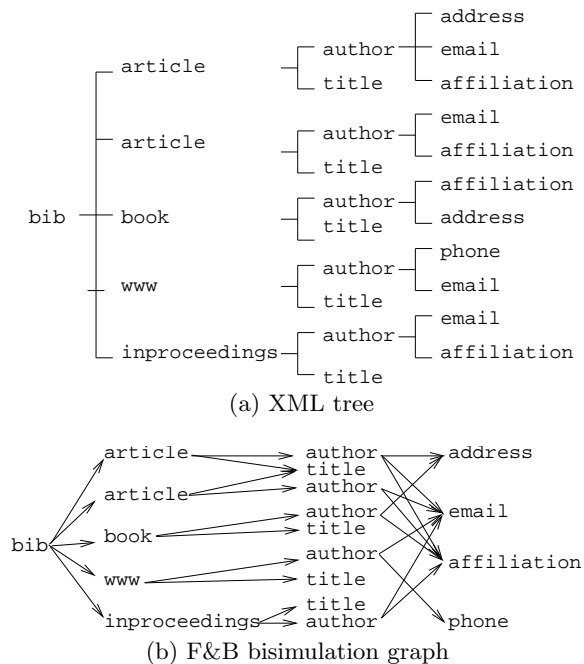 address
article author email
title affiliation
email
article author
title affiliation
affiliation
author
bib book title address
phone
www author
title email
email
inproceedings author
affiliation
title
(a) XML tree
article author address
title
article author
author email
book title
bib author
affiliation
www title
title
inproceedings author phone
(b) F&B bisimulation graph